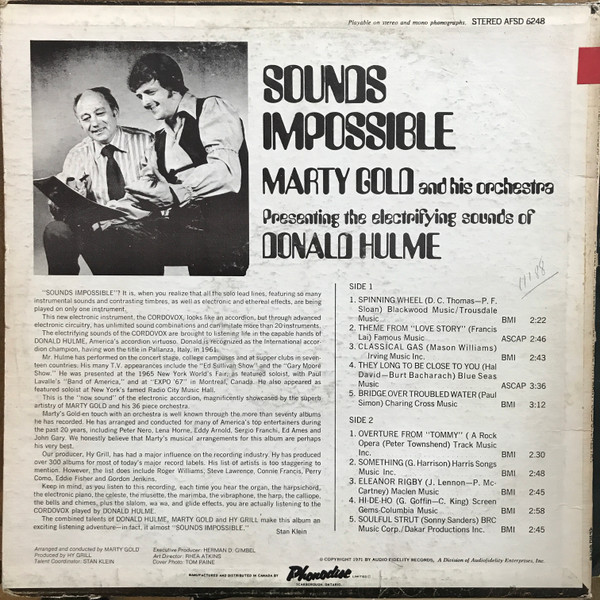 Playable on stereo and mono phonographs. STEREO AFSD 6248
SOUNDS
IMPOSSIBLE
MARTY GOLD and his orchestra
Presenting the electrifying sounds of
DONALD HULME
"SOUNDS IMPOSSIBLE"? It is, when you realize that all the solo lead lines, featuring so many
instrumental sounds and contrasting timbres, as well as electronic and ethereal effects, are being
played on only one instrument.
This new electronic instrument, the CORDOVOX, looks like an accordion, but through advanced
electronic circuitry, has unlimited sound combinations and can imulate more than 20 instruments.
The electrifying sounds of the CORDOVOX are brought to listening life in the capable hands of
DONALD HULME, America's accordion virtuoso. Donald is recognized as the International accor-
dion champion, having won the title in Pallanza, Italy, in 1961.
Mr. Hulme has performed on the concert stage, college campuses and at supper clubs in seven-
teen countries. His many T.V. appearances include the "Ed Sullivan Show" and the "Gary Moore
Show." He was presented at the 1965 New York World's Fair, as featured soloist, with Paul
Lavalle's "Band of America," and at "EXPO '67" in Montreal, Canada. He also appeared as
featured soloist at New York's famed Radio City Music Hall.
This is the "now sound" of the electronic accordion, magnificently showcased by the superb
artistry of MARTY GOLD and his 36 piece orchestra.
Marty's Gold-en touch with an orchestra is well known through the more than seventy albums
he has recorded. He has arranged and conducted for many of America's top entertainers during
the past 20 years, including Peter Nero, Lena Horne, Eddy Arnold, Sergio Franchi, Ed Ames and
John Gary. We honestly believe that Marty's musical arrangements for this album are perhaps
his very best.
Our producer, Hy Grill, has had a major influence on the recording industry. Hy has produced
over 300 albums for most of today's major record labels. His list of artists is too staggering to
mention. However, the list does include Roger Williams, Steve Lawrence, Connie Francis, Perry
Como, Eddie Fisher and Gordon Jenkins.
Keep in mind, as you listen to this recording, each time you hear the organ, the harpsichord,
the electronic piano, the celeste, the musette, the marimba, the vibraphone, the harp, the calliope,
the bells and chimes, plus the slalom, wa wa, and glide effects, you are actually listening to the
CORDOVOX played by DONALD HULME.
The combined talents of DONALD HULME, MARTY GOLD and HY GRILL make this album an
exciting listening adventure—in fact, it almost "SOUNDS IMPOSSIBLE."
Stan Klein
Arranged and conducted by MARTY GOLD
Produced by HY GRILL
Talent Coordinator: STAN KLEIN
Executive Producer: HERMAN D. GIMBEL
Art Director: RHEA ATKINS
Cover Photo: TOM PAINE
SIDE 1
1. SPINNING WHEEL (D. C. Thomas—P. F.
Sloan) Blackwood Music/Trousdale
Music BMI 2:22
2. THEME FROM "LOVE STORY" (Francis
Lai) Famous Music ASCAP 2:46
3. CLASSICAL GAS (Mason Williams)
Irving Music Inc. BMI 2:43
4. THEY LONG TO BE CLOSE TO YOU (Hal
David—Burt Bacharach) Blue Seas
Music ASCAP 3:36
5. BRIDGE OVER TROUBLED WATER (Paul
Simon) Charing Cross Music BMI 3:12
SIDE 2
1. OVERTURE FROM "TOMMY" ( A Rock
Opera (Peter Townshend) Track Music
Inc. BMI 2.30
2. SOMETHING (G. Harrison) Harris Songs
Music Inc. BMI 2:48
3. ELEANOR RIGBY (J. Lennon—P. Mc-
Cartney) Maclen Music BMI 2:45
4. HI-DE-HO (G. Goffin—C. King) Screen
Gems-Columbia Music BMI 2:58
5. SOULFUL STRUT (Sonny Sanders) BRC
Music Corp./Dakar Productions Inc. BMI 2:45
© COPYRIGHT 1971 BY AUDIO FIDELITY RECORDS, A Division of Audiofidelity Enterprises, Inc.
MANUFACTURED AND DISTRIBUTED IN CANADA BY Phonodisc LIMITED
SCARBOROUGH, ONTARIO